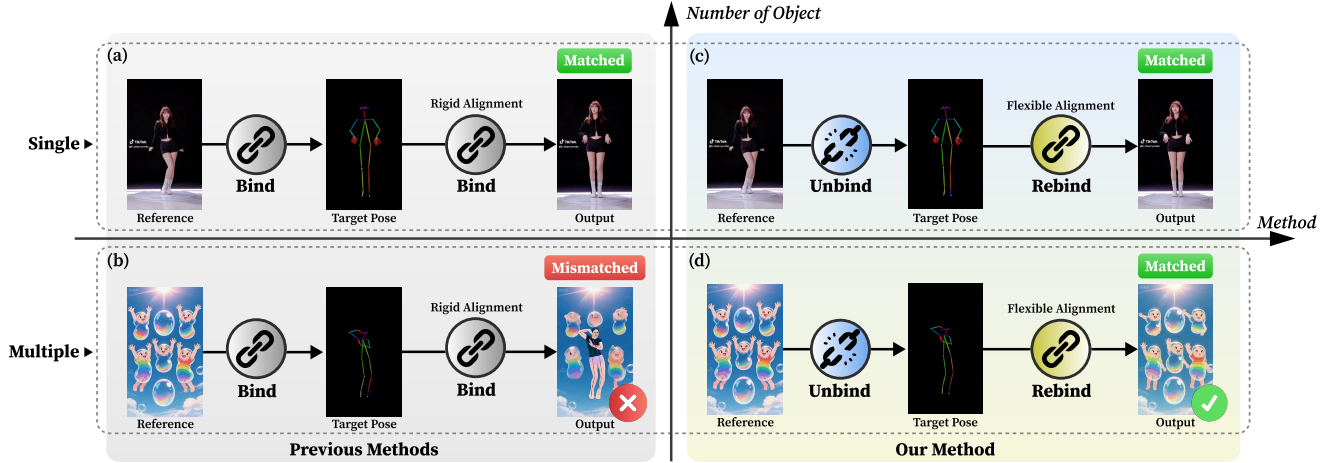 Number of Object
(a)
Matched
Rigid Alignment
TikTok
Bind
Bind
Reference
Target Pose
Output
Single
(c)
Matched
Flexible Alignment
TikTok
Unbind
Rebind
Reference
Target Pose
Output
Method
(b)
Mismatched
Rigid Alignment
Bind
Bind
Reference
Target Pose
Output
Multiple
Previous Methods
(d)
Matched
Flexible Alignment
Unbind
Rebind
Reference
Target Pose
Output
Our Method